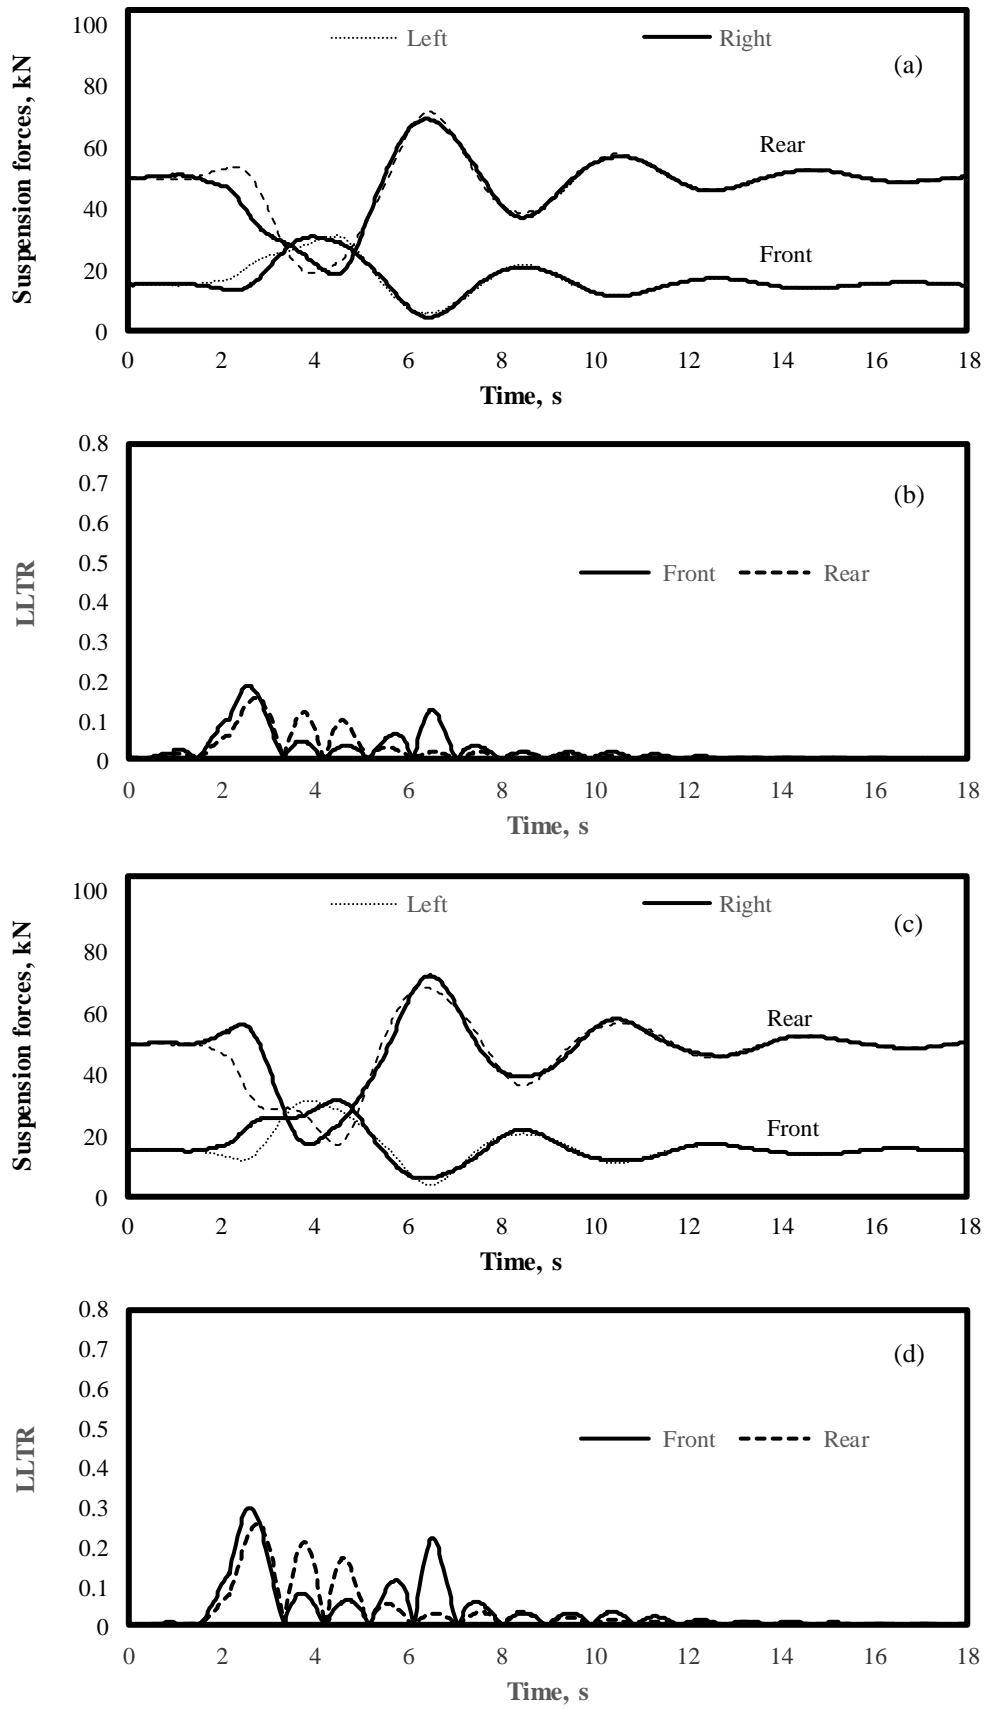 100
Left Right
(a)
80
60
Rear
40
20
Front
0
Suspension forces, kN
0 2 4 6 8 10 12 14 16 18
Time, s
0.8
0.7
(b)
0.6
0.5
Front Rear
0.4
0.3
0.2
0.1
0
LLTR
0 2 4 6 8 10 12 14 16 18
Time, s
100
Left Right
(c)
80
60
Rear
40
20
Front
0
Suspension forces, kN
0 2 4 6 8 10 12 14 16 18
Time, s
0.8
0.7
(d)
0.6
0.5
Front Rear
0.4
0.3
0.2
0.1
0
LLTR
0 2 4 6 8 10 12 14 16 18
Time, s